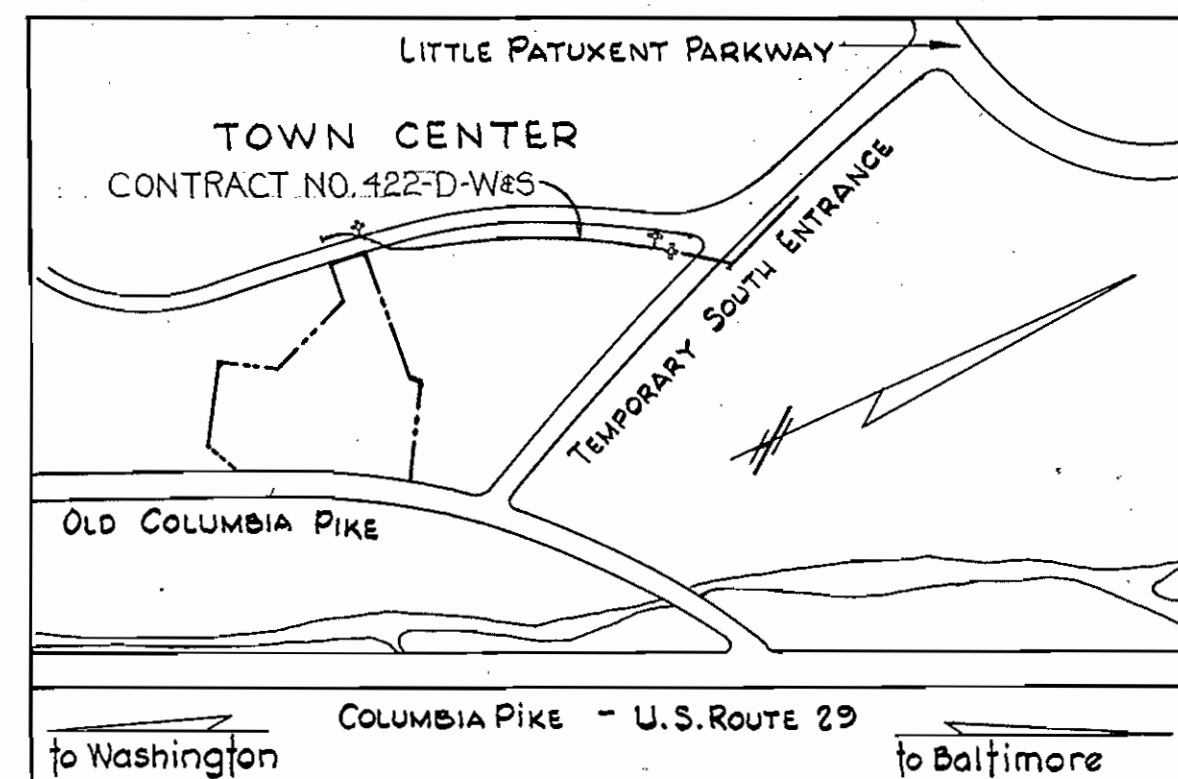 LITTLE PATUXENT PARKWAY
TOWN CENTER
CONTRACT NO. 422-D-W&S
TEMPORARY SOUTH ENTRANCE
OLD COLUMBIA PIKE
COLUMBIA PIKE - U.S. ROUTE 29
to Washington
to Baltimore